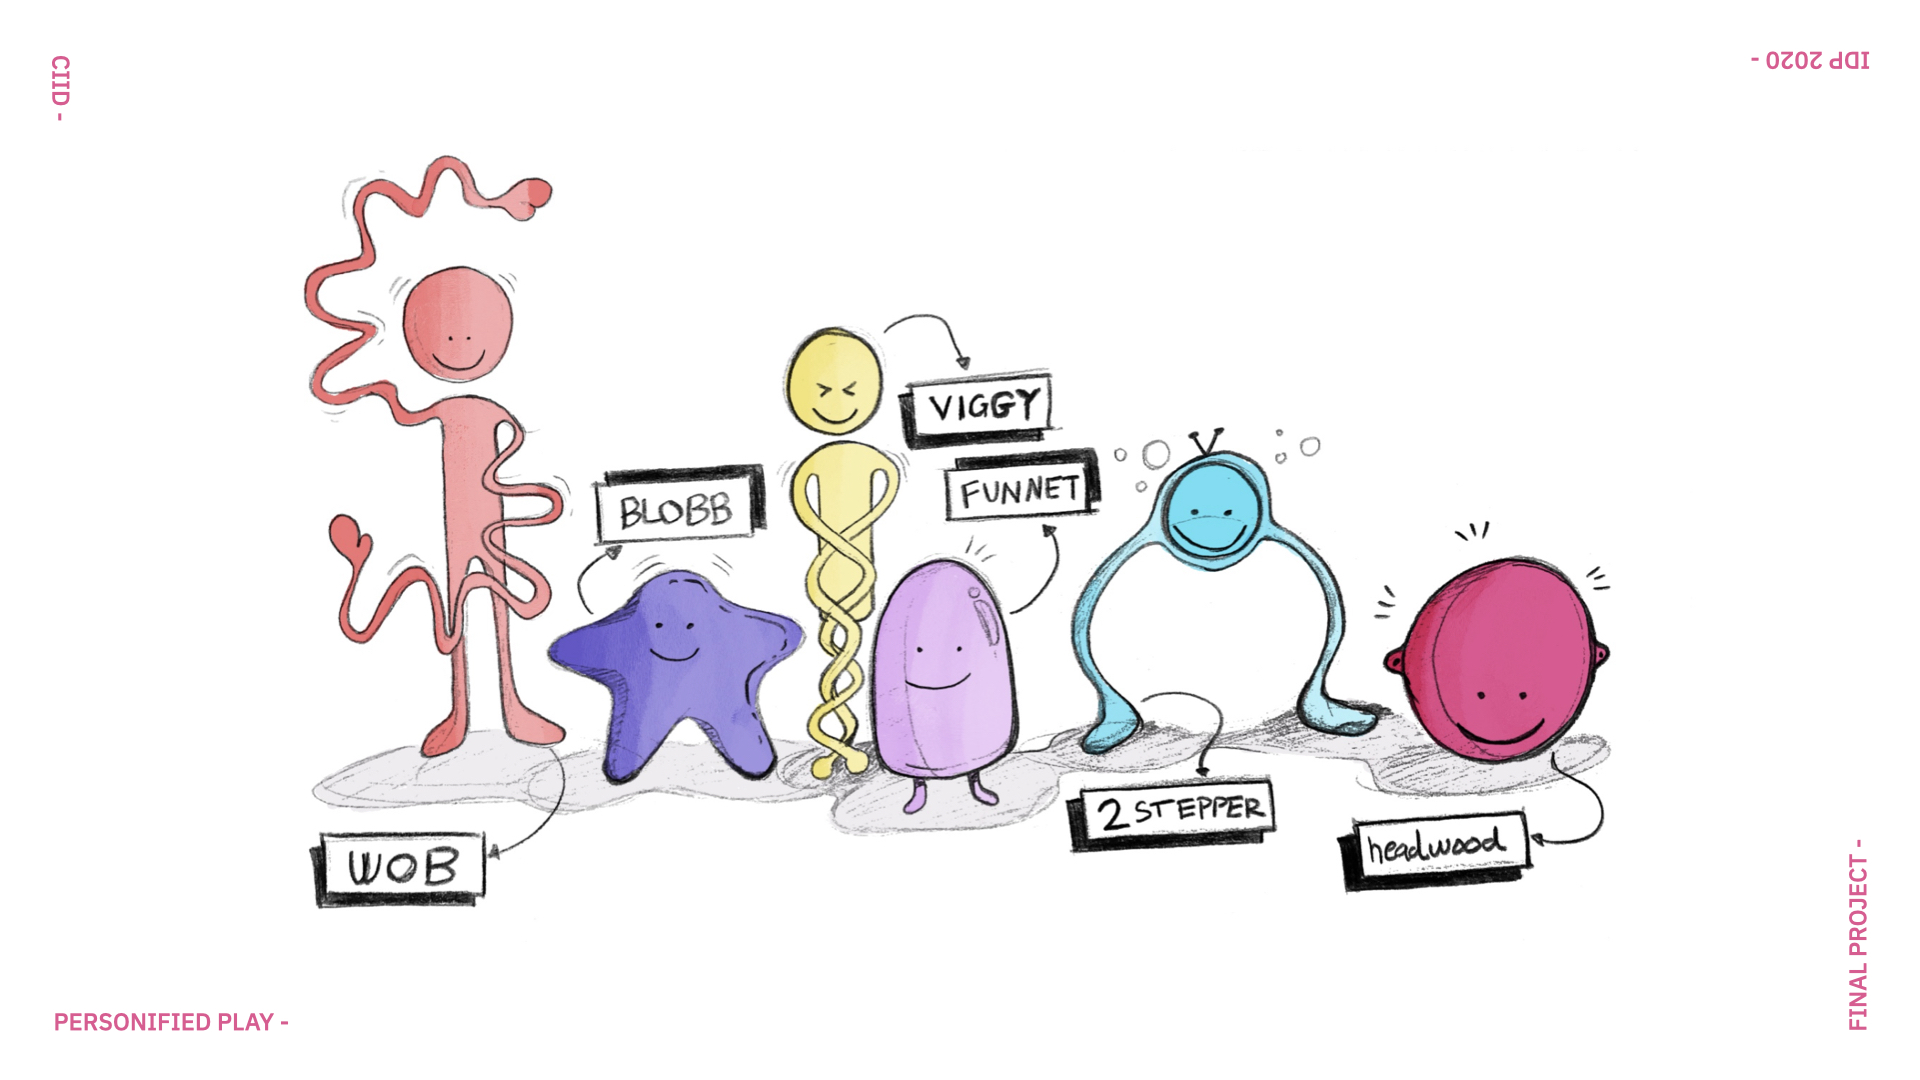 CIID -
IDP 2020 -
VIGGY
FUNNET
BLOBB
2 STEPPER
headwood
WOB
PERSONIFIED PLAY -
FINAL PROJECT -